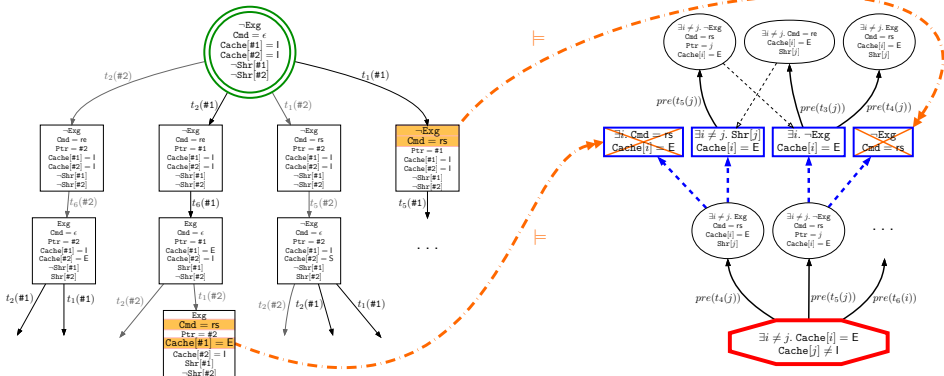 ¬Exg
Cmd = ϵ
Cache[#1] = I
Cache[#2] = I
¬Shr[#1]
¬Shr[#2]
t₂(#2)
t₂(#1)
t₁(#2)
t₁(#1)
¬Exg
Cmd = re
Ptr = #2
Cache[#1] = I
Cache[#2] = I
¬Shr[#1]
¬Shr[#2]
¬Exg
Cmd = re
Ptr = #1
Cache[#1] = I
Cache[#2] = I
¬Shr[#1]
¬Shr[#2]
¬Exg
Cmd = rs
Ptr = #2
Cache[#1] = I
Cache[#2] = I
¬Shr[#1]
¬Shr[#2]
¬Exg
Cmd = rs
Ptr = #1
Cache[#1] = I
Cache[#2] = I
¬Shr[#1]
¬Shr[#2]
t₆(#2)
t₆(#1)
t₅(#2)
t₅(#1)
Exg
Cmd = ϵ
Ptr = #2
Cache[#1] = I
Cache[#2] = E
¬Shr[#1]
Shr[#2]
Exg
Cmd = ϵ
Ptr = #1
Cache[#1] = E
Cache[#2] = I
Shr[#1]
¬Shr[#2]
¬Exg
Cmd = ϵ
Ptr = #2
Cache[#1] = I
Cache[#2] = S
¬Shr[#1]
Shr[#2]
. . .
t₂(#1)
t₁(#1)
t₂(#2)
t₁(#2)
t₂(#2)
t₂(#1)
t₁(#1)
Exg
Cmd = rs
Ptr = #2
Cache[#1] = E
Cache[#2] = I
Shr[#1]
¬Shr[#2]
⊨
⊨
∃i ≠ j. ¬Exg
Cmd = rs
Ptr = j
Cache[i] = E
∃i ≠ j. Cmd = re
Cache[i] = E
Shr[j]
∃i ≠ j. Exg
Cmd = rs
Cache[i] = E
Shr[j]
pre(t₅(j))
pre(t₃(j))
pre(t₄(j))
∃i. Cmd = rs
Cache[i] = E
∃i ≠ j. Shr[j]
Cache[i] = E
∃i. ¬Exg
Cache[i] = E
¬Exg
Cmd = rs
∃i ≠ j. Exg
Cmd = rs
Cache[i] = E
Shr[j]
∃i ≠ j. ¬Exg
Cmd = rs
Ptr = j
Cache[i] = E
. . .
pre(t₄(j))
pre(t₅(j))
pre(t₆(i))
∃i ≠ j. Cache[i] = E
Cache[j] ≠ I